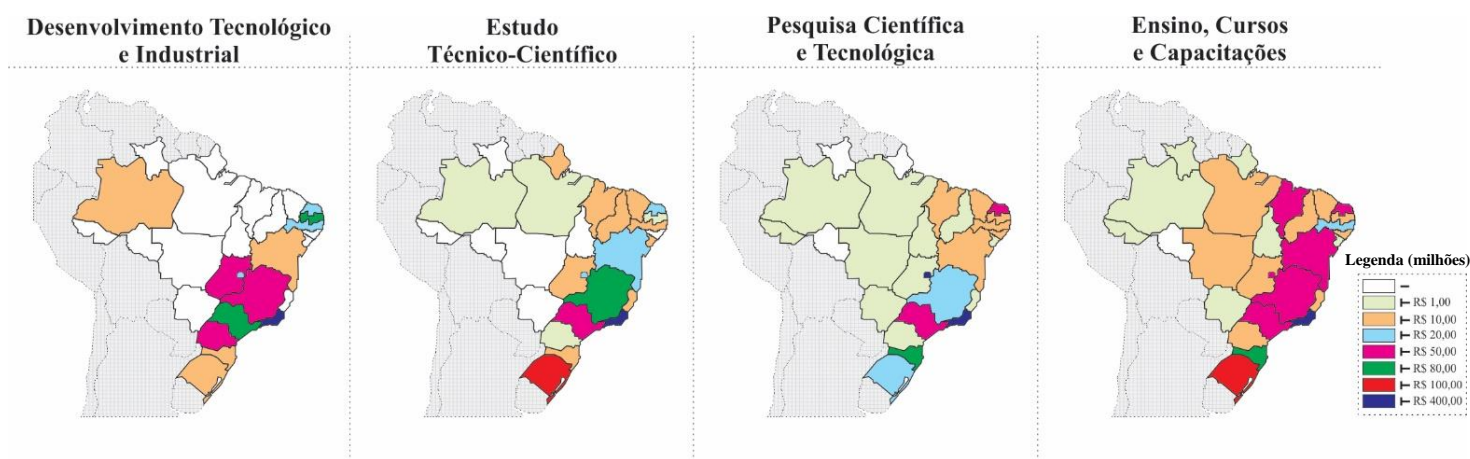 Desenvolvimento Tecnológico
e Industrial
Estudo
Técnico-Científico
Pesquisa Científica
e Tecnológica
Ensino, Cursos
e Capacitações
Legenda (milhões)
–
R$ 1,00
R$ 10,00
R$ 20,00
R$ 50,00
R$ 80,00
R$ 100,00
R$ 400,00